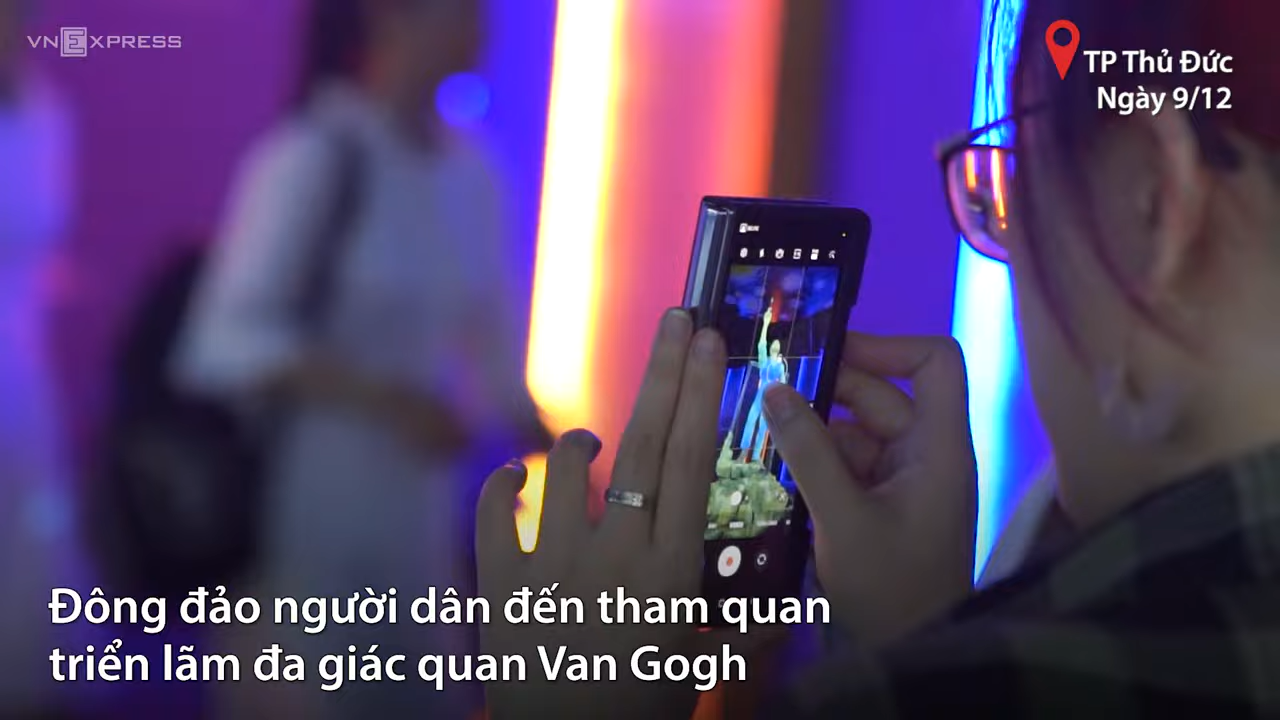 VNEXPRESS
TP Thủ Đức
Ngày 9/12
Đông đảo người dân đến tham quan
triển lãm đa giác quan Van Gogh